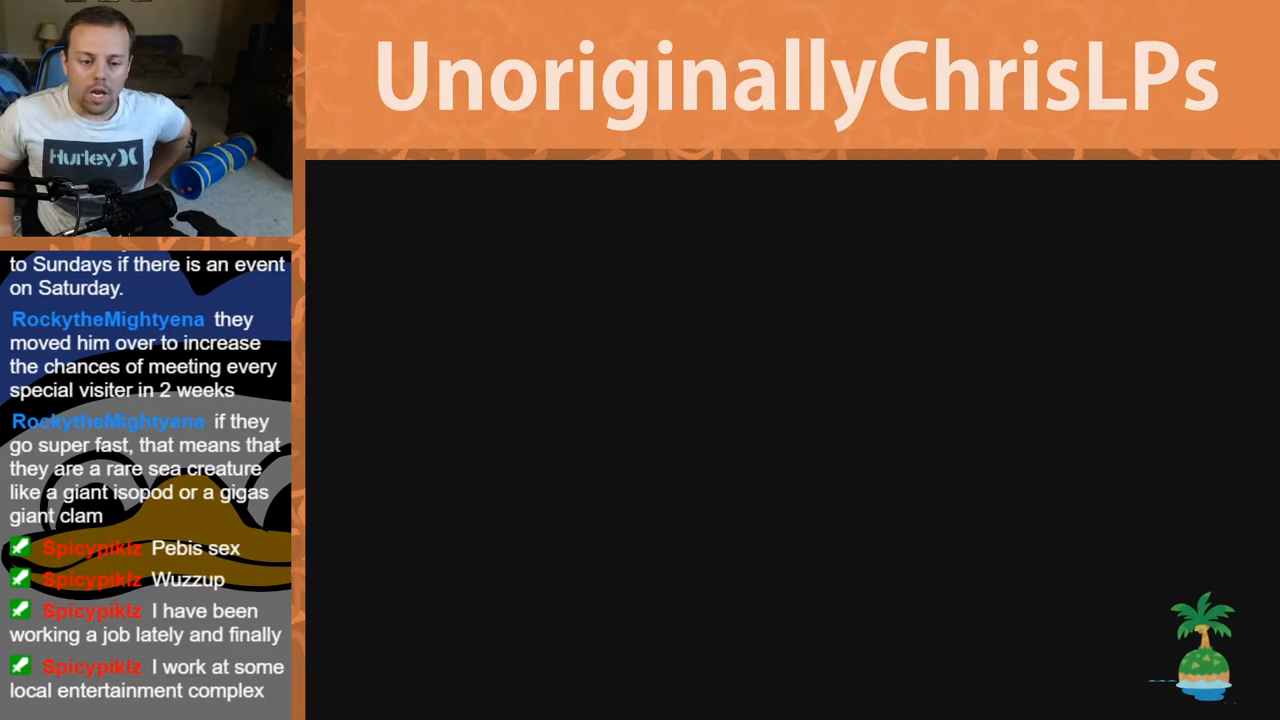 UnoriginallyChrisLPs
Hurley
to Sundays if there is an event
on Saturday.
RockytheMightyena they
moved him over to increase
the chances of meeting every
special visiter in 2 weeks
RockytheMightyena if they
go super fast, that means that
they are a rare sea creature
like a giant isopod or a gigas
giant clam
Spicypiklz Pebis sex
Spicypiklz Wuzzup
Spicypiklz I have been
working a job lately and finally
Spicypiklz I work at some
local entertainment complex